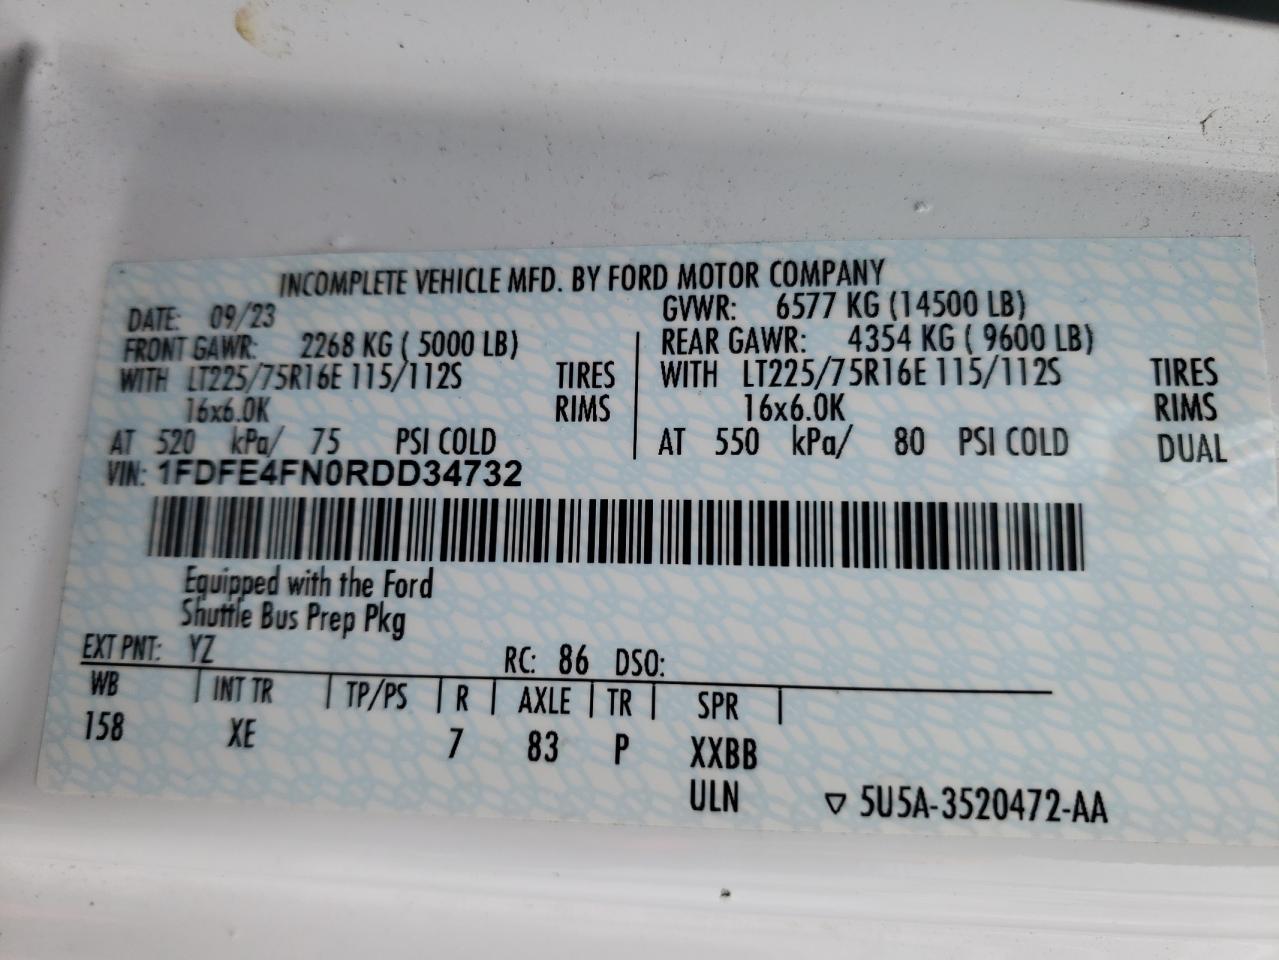 INCOMPLETE VEHICLE MFD. BY FORD MOTOR COMPANY
DATE: 09/23 GVWR: 6577 KG (14500 LB)
FRONT GAWR: 2268 KG ( 5000 LB) REAR GAWR: 4354 KG ( 9600 LB)
WITH LT225/75R16E 115/112S TIRES WITH LT225/75R16E 115/112S TIRES
16x6.0K RIMS 16x6.0K RIMS
AT 520 kPa/ 75 PSI COLD AT 550 kPa/ 80 PSI COLD DUAL
VIN: 1FDFE4FN0RDD34732
Equipped with the Ford
Shuttle Bus Prep Pkg
EXT PNT: YZ RC: 86 DSO:
WB | INT TR | TP/PS | R | AXLE | TR | SPR |
158 XE 7 83 P XXBB
ULN ▽ 5U5A-3520472-AA